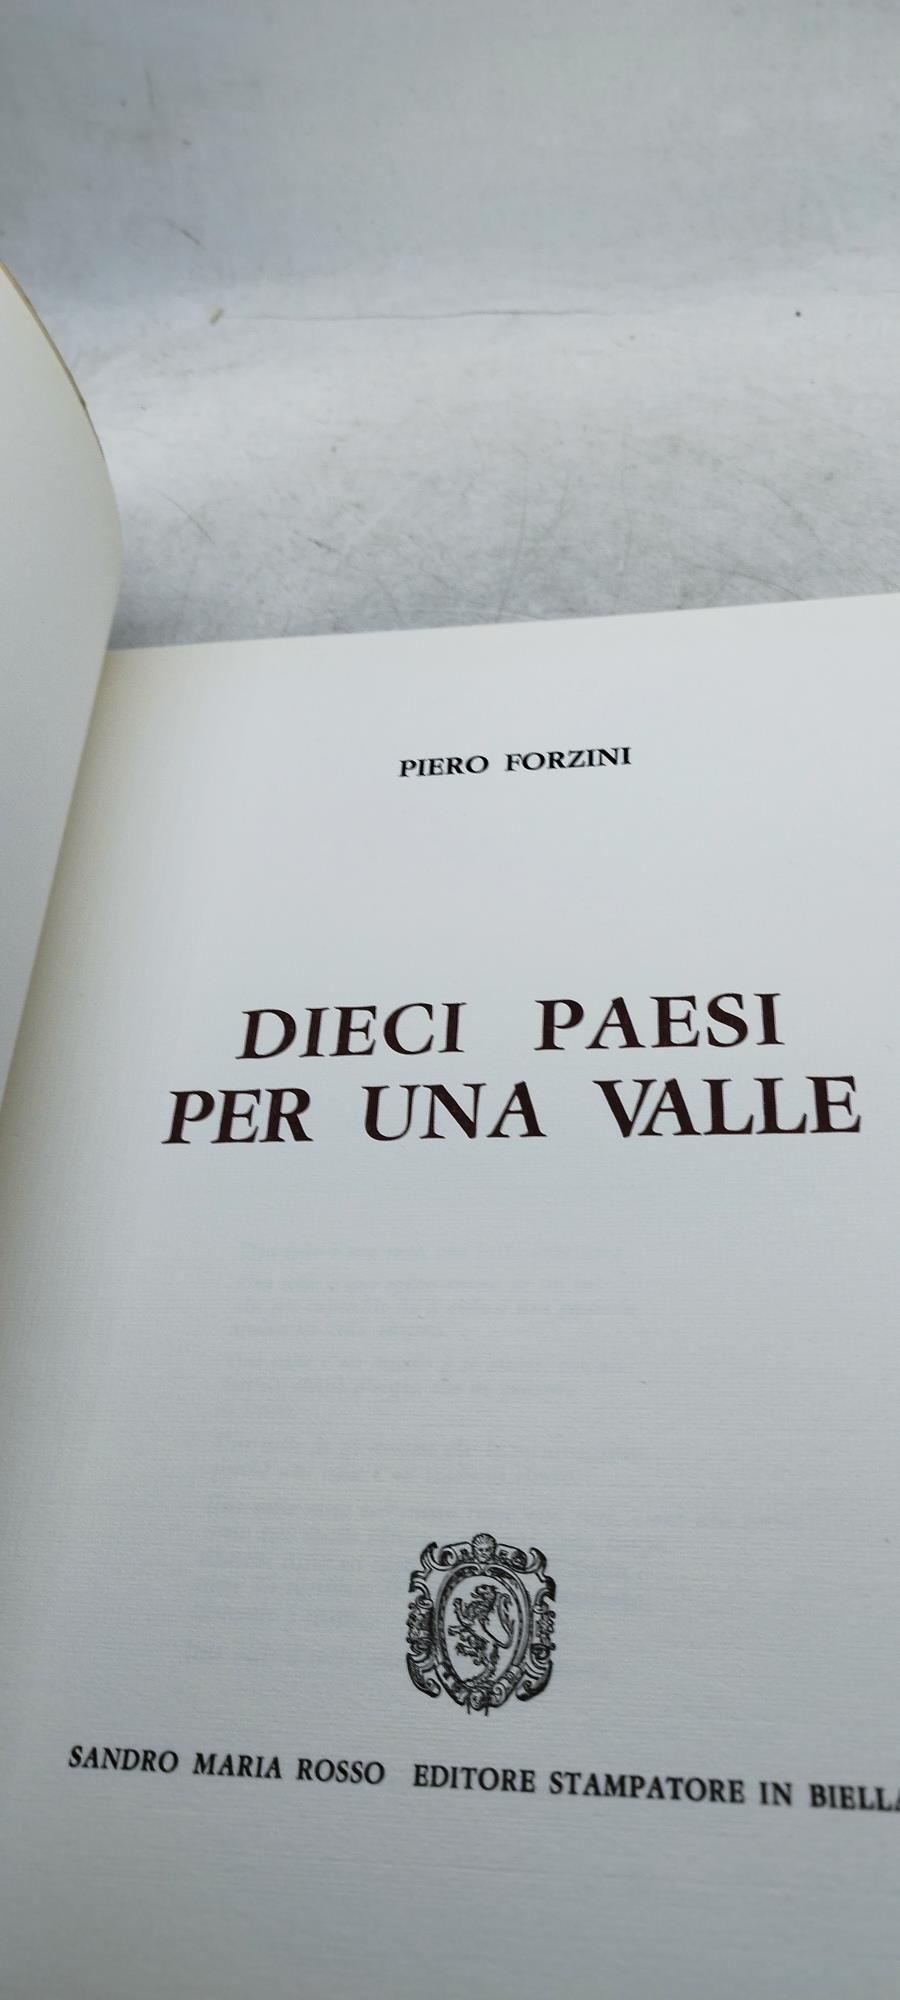 PIERO FORZINI
DIECI PAESI
PER UNA VALLE
SANDRO MARIA ROSSO EDITORE STAMPATORE IN BIELLA